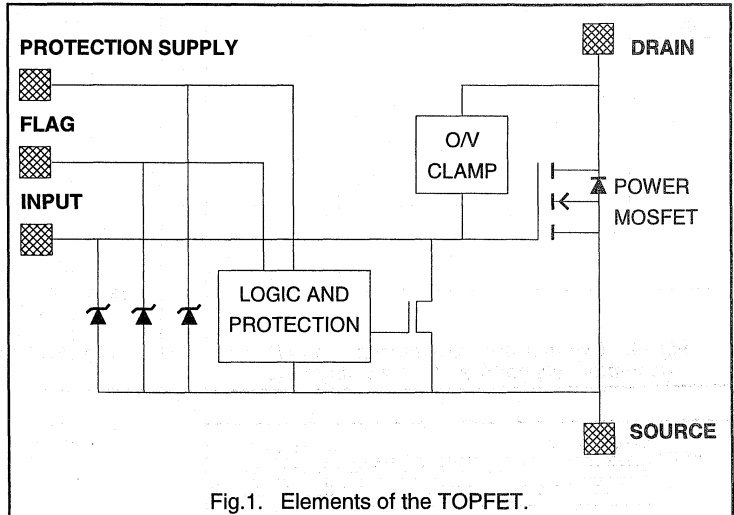 PROTECTION SUPPLY
DRAIN
FLAG
O/V
CLAMP
INPUT
POWER
MOSFET
LOGIC AND
PROTECTION
SOURCE
Fig.1. Elements of the TOPFET.